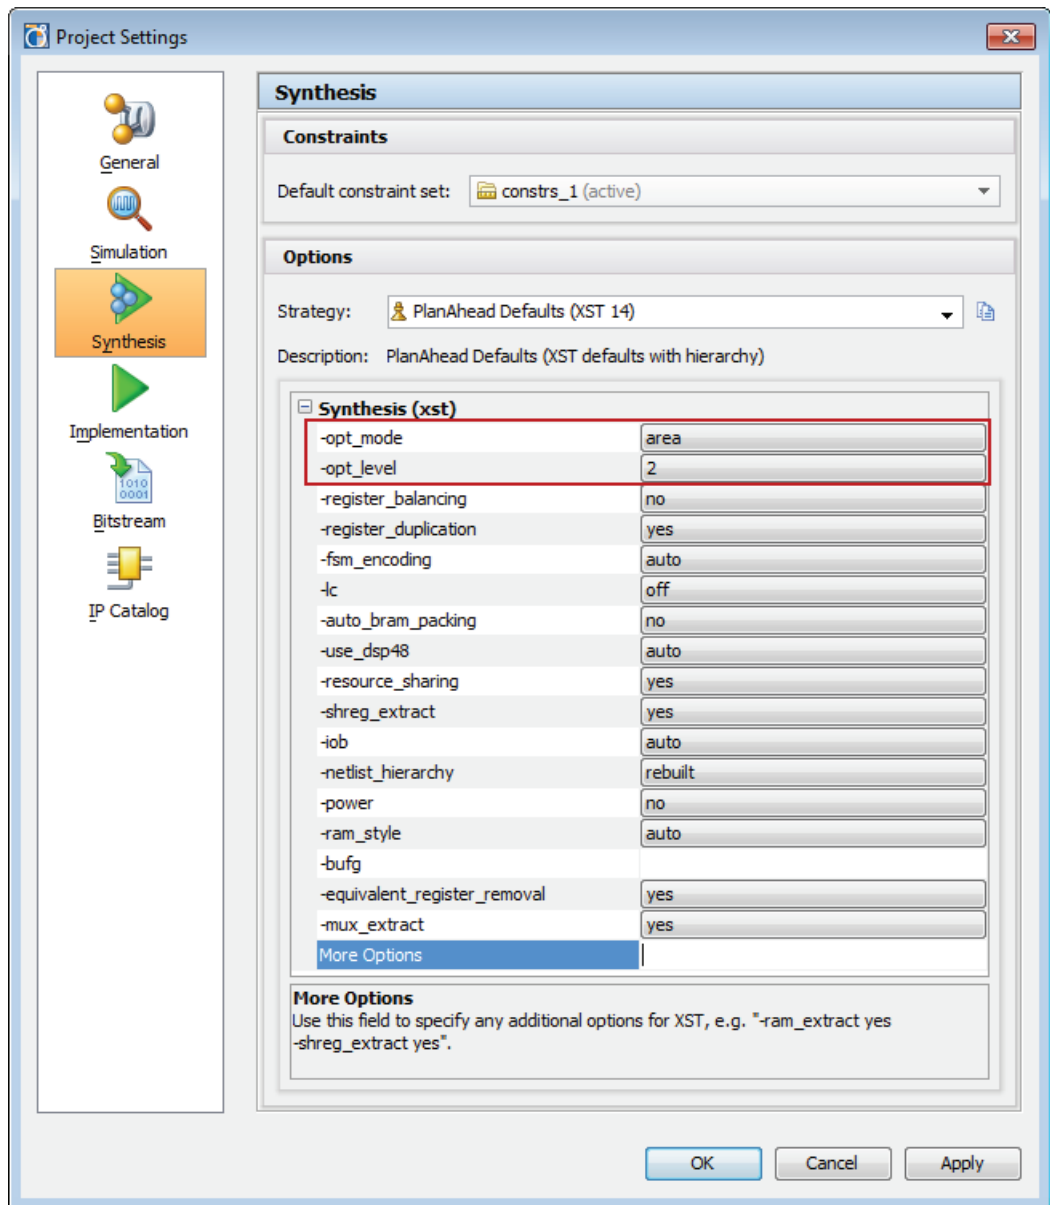 Project Settings
General
Simulation
Synthesis
Implementation
1010
0001
Bitstream
IP Catalog
Synthesis
Constraints
Default constraint set: constrs_1 (active)
Options
Strategy: PlanAhead Defaults (XST 14)
Description: PlanAhead Defaults (XST defaults with hierarchy)
Synthesis (xst)
-opt_mode area
-opt_level 2
-register_balancing no
-register_duplication yes
-fsm_encoding auto
-lc off
-auto_bram_packing no
-use_dsp48 auto
-resource_sharing yes
-shreg_extract yes
-iob auto
-netlist_hierarchy rebuilt
-power no
-ram_style auto
-bufg
-equivalent_register_removal yes
-mux_extract yes
More Options
More Options
Use this field to specify any additional options for XST, e.g. "-ram_extract yes
-shreg_extract yes".
OK Cancel Apply